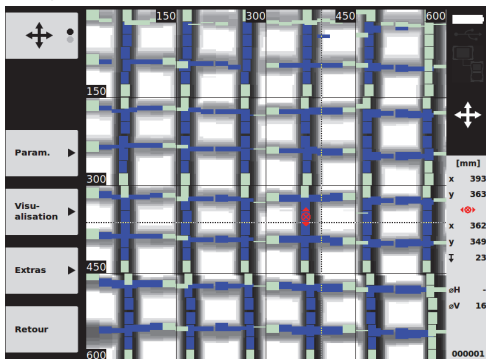 150
300
450
600
150
300
450
600
Param.
Visu-
alisation
Extras
Retour
[mm]
x 393
y 363
x 362
y 349
23
⌀H -
⌀V 16
000001